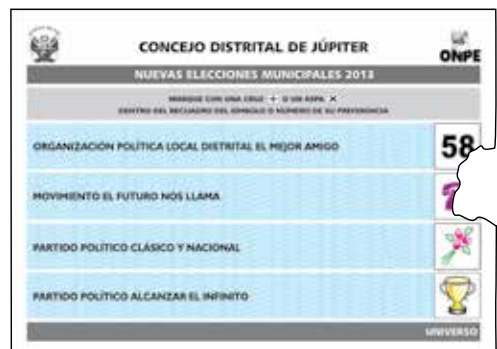 CONCEJO DISTRITAL DE JÚPITER
ONPE
NUEVAS ELECCIONES MUNICIPALES 2013
MARQUE CON UNA CRUZ + O UN ASPA X
DENTRO DEL RECUADRO DEL SÍMBOLO O NÚMERO DE SU PREFERENCIA
ORGANIZACIÓN POLÍTICA LOCAL DISTRITAL EL MEJOR AMIGO
58
MOVIMIENTO EL FUTURO NOS LLAMA
PARTIDO POLÍTICO CLÁSICO Y NACIONAL
PARTIDO POLÍTICO ALCANZAR EL INFINITO
UNIVERSO